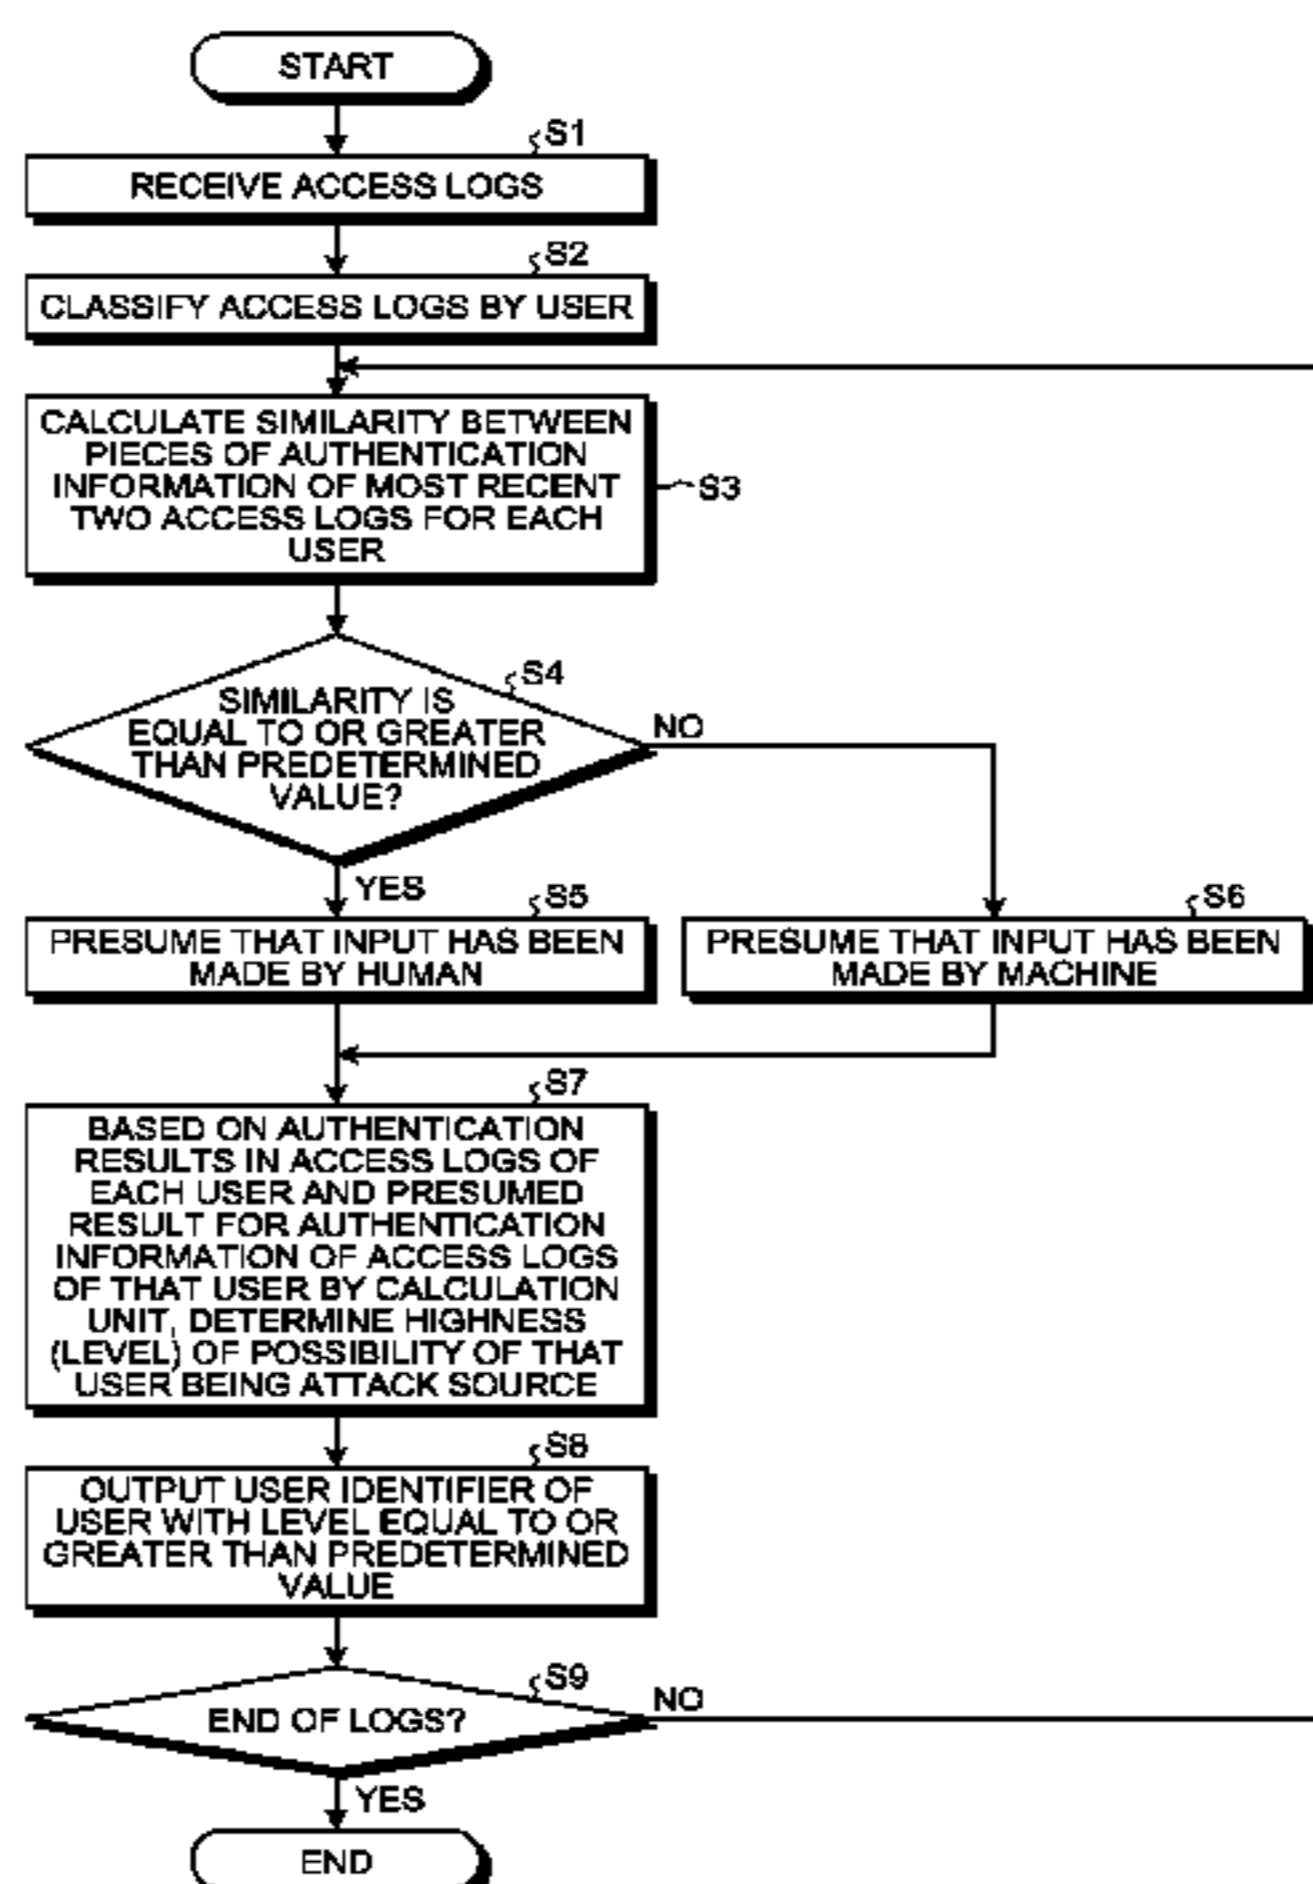 START
S1
RECEIVE ACCESS LOGS
S2
CLASSIFY ACCESS LOGS BY USER
CALCULATE SIMILARITY BETWEEN
PIECES OF AUTHENTICATION
INFORMATION OF MOST RECENT
TWO ACCESS LOGS FOR EACH
USER
S3
S4
SIMILARITY IS
EQUAL TO OR GREATER
THAN PREDETERMINED
VALUE?
NO
YES
S5
PRESUME THAT INPUT HAS BEEN
MADE BY HUMAN
S6
PRESUME THAT INPUT HAS BEEN
MADE BY MACHINE
S7
BASED ON AUTHENTICATION
RESULTS IN ACCESS LOGS OF
EACH USER AND PRESUMED
RESULT FOR AUTHENTICATION
INFORMATION OF ACCESS LOGS
OF THAT USER BY CALCULATION
UNIT, DETERMINE HIGHNESS
(LEVEL) OF POSSIBILITY OF THAT
USER BEING ATTACK SOURCE
S8
OUTPUT USER IDENTIFIER OF
USER WITH LEVEL EQUAL TO OR
GREATER THAN PREDETERMINED
VALUE
S9
END OF LOGS?
NO
YES
END